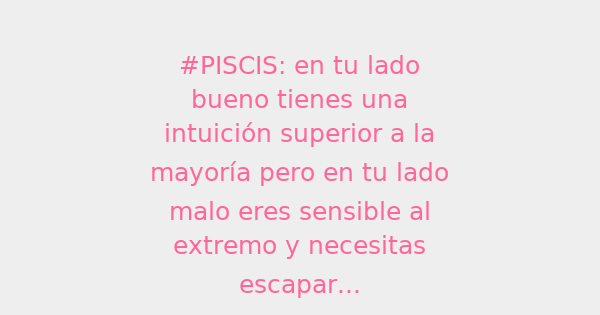 #PISCIS: en tu lado
bueno tienes una
intuición superior a la
mayoría pero en tu lado
malo eres sensible al
extremo y necesitas
escapar...